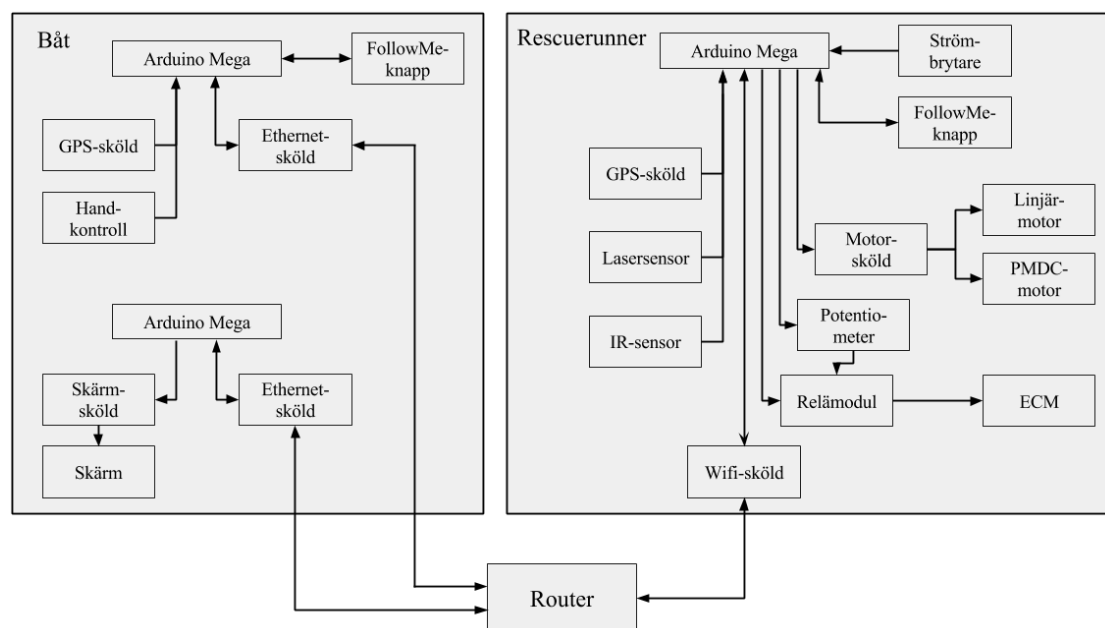 Båt
Arduino Mega
FollowMe-
knapp
GPS-sköld
Ethernet-
sköld
Hand-
kontroll
Arduino Mega
Skärm-
sköld
Ethernet-
sköld
Skärm
Rescuerunner
Arduino Mega
Ström-
brytare
FollowMe-
knapp
GPS-sköld
Linjär-
motor
Lasersensor
Motor-
sköld
PMDC-
motor
IR-sensor
Potentio-
meter
Relämodul
ECM
Wifi-sköld
Router